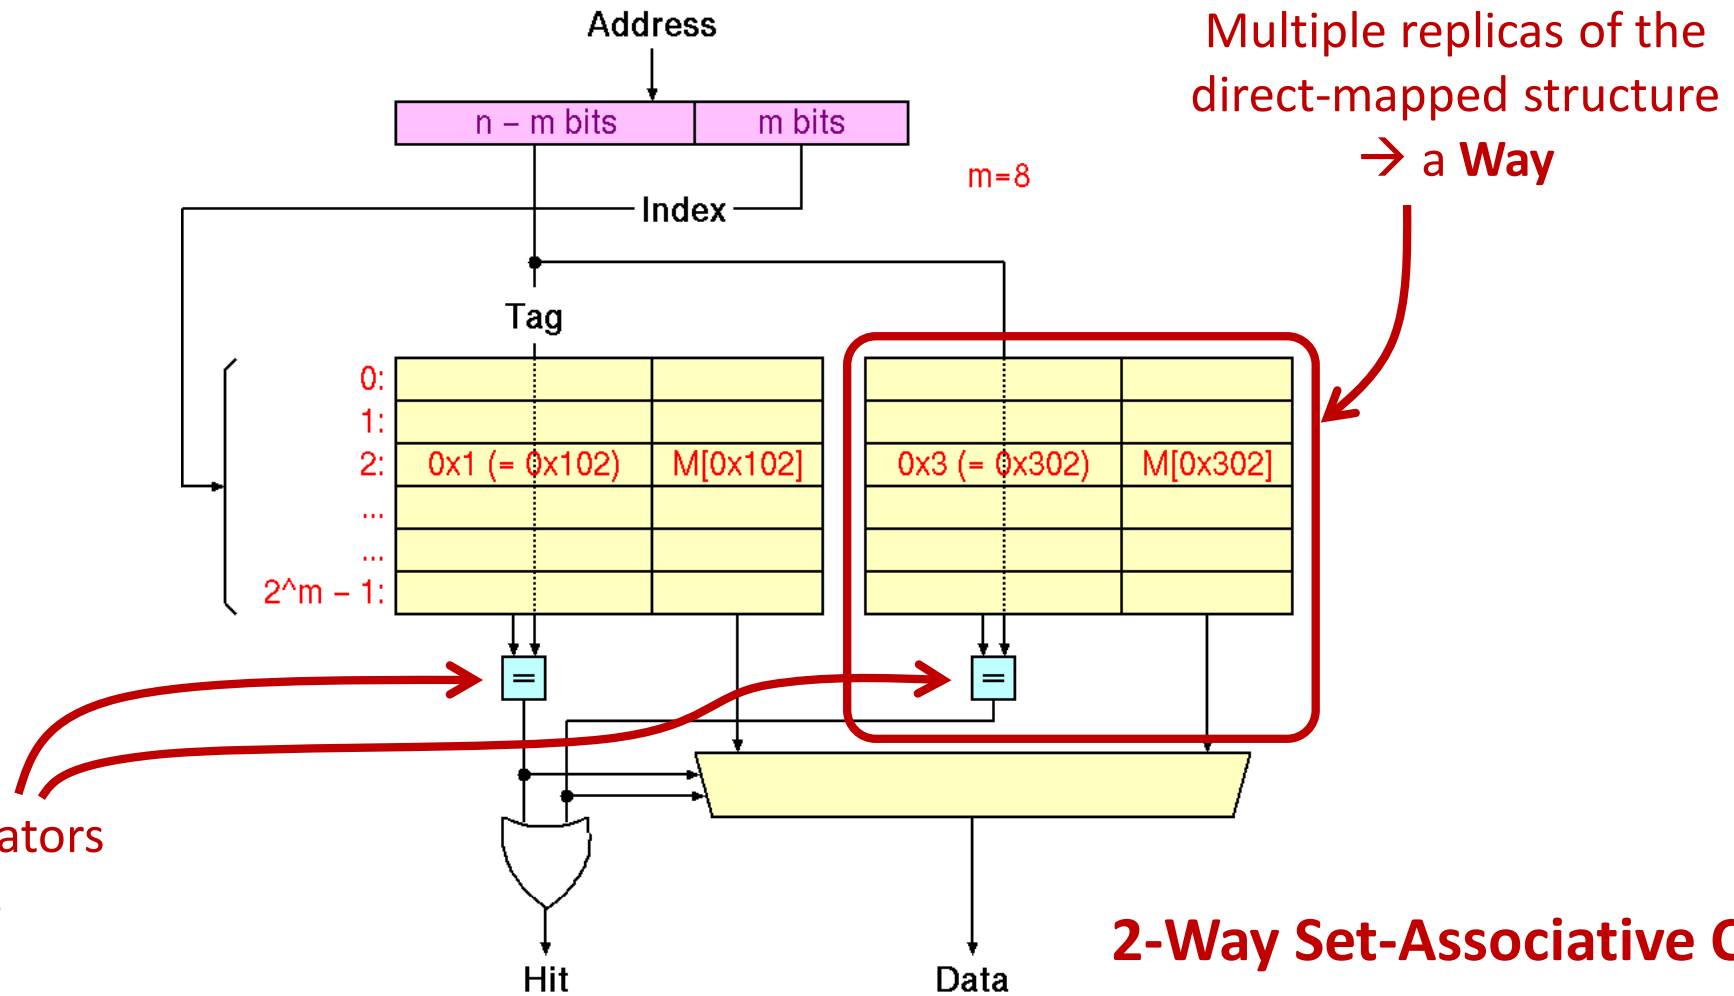 Address
Multiple replicas of the
direct-mapped structure
→ a Way
n – m bits
m bits
m=8
Index
Tag
0:
1:
2:
0x1 (= 0x102)
M[0x102]
0x3 (= 0x302)
M[0x302]
...
...
2^m – 1:
=
=
ators
Hit
Data
2-Way Set-Associative